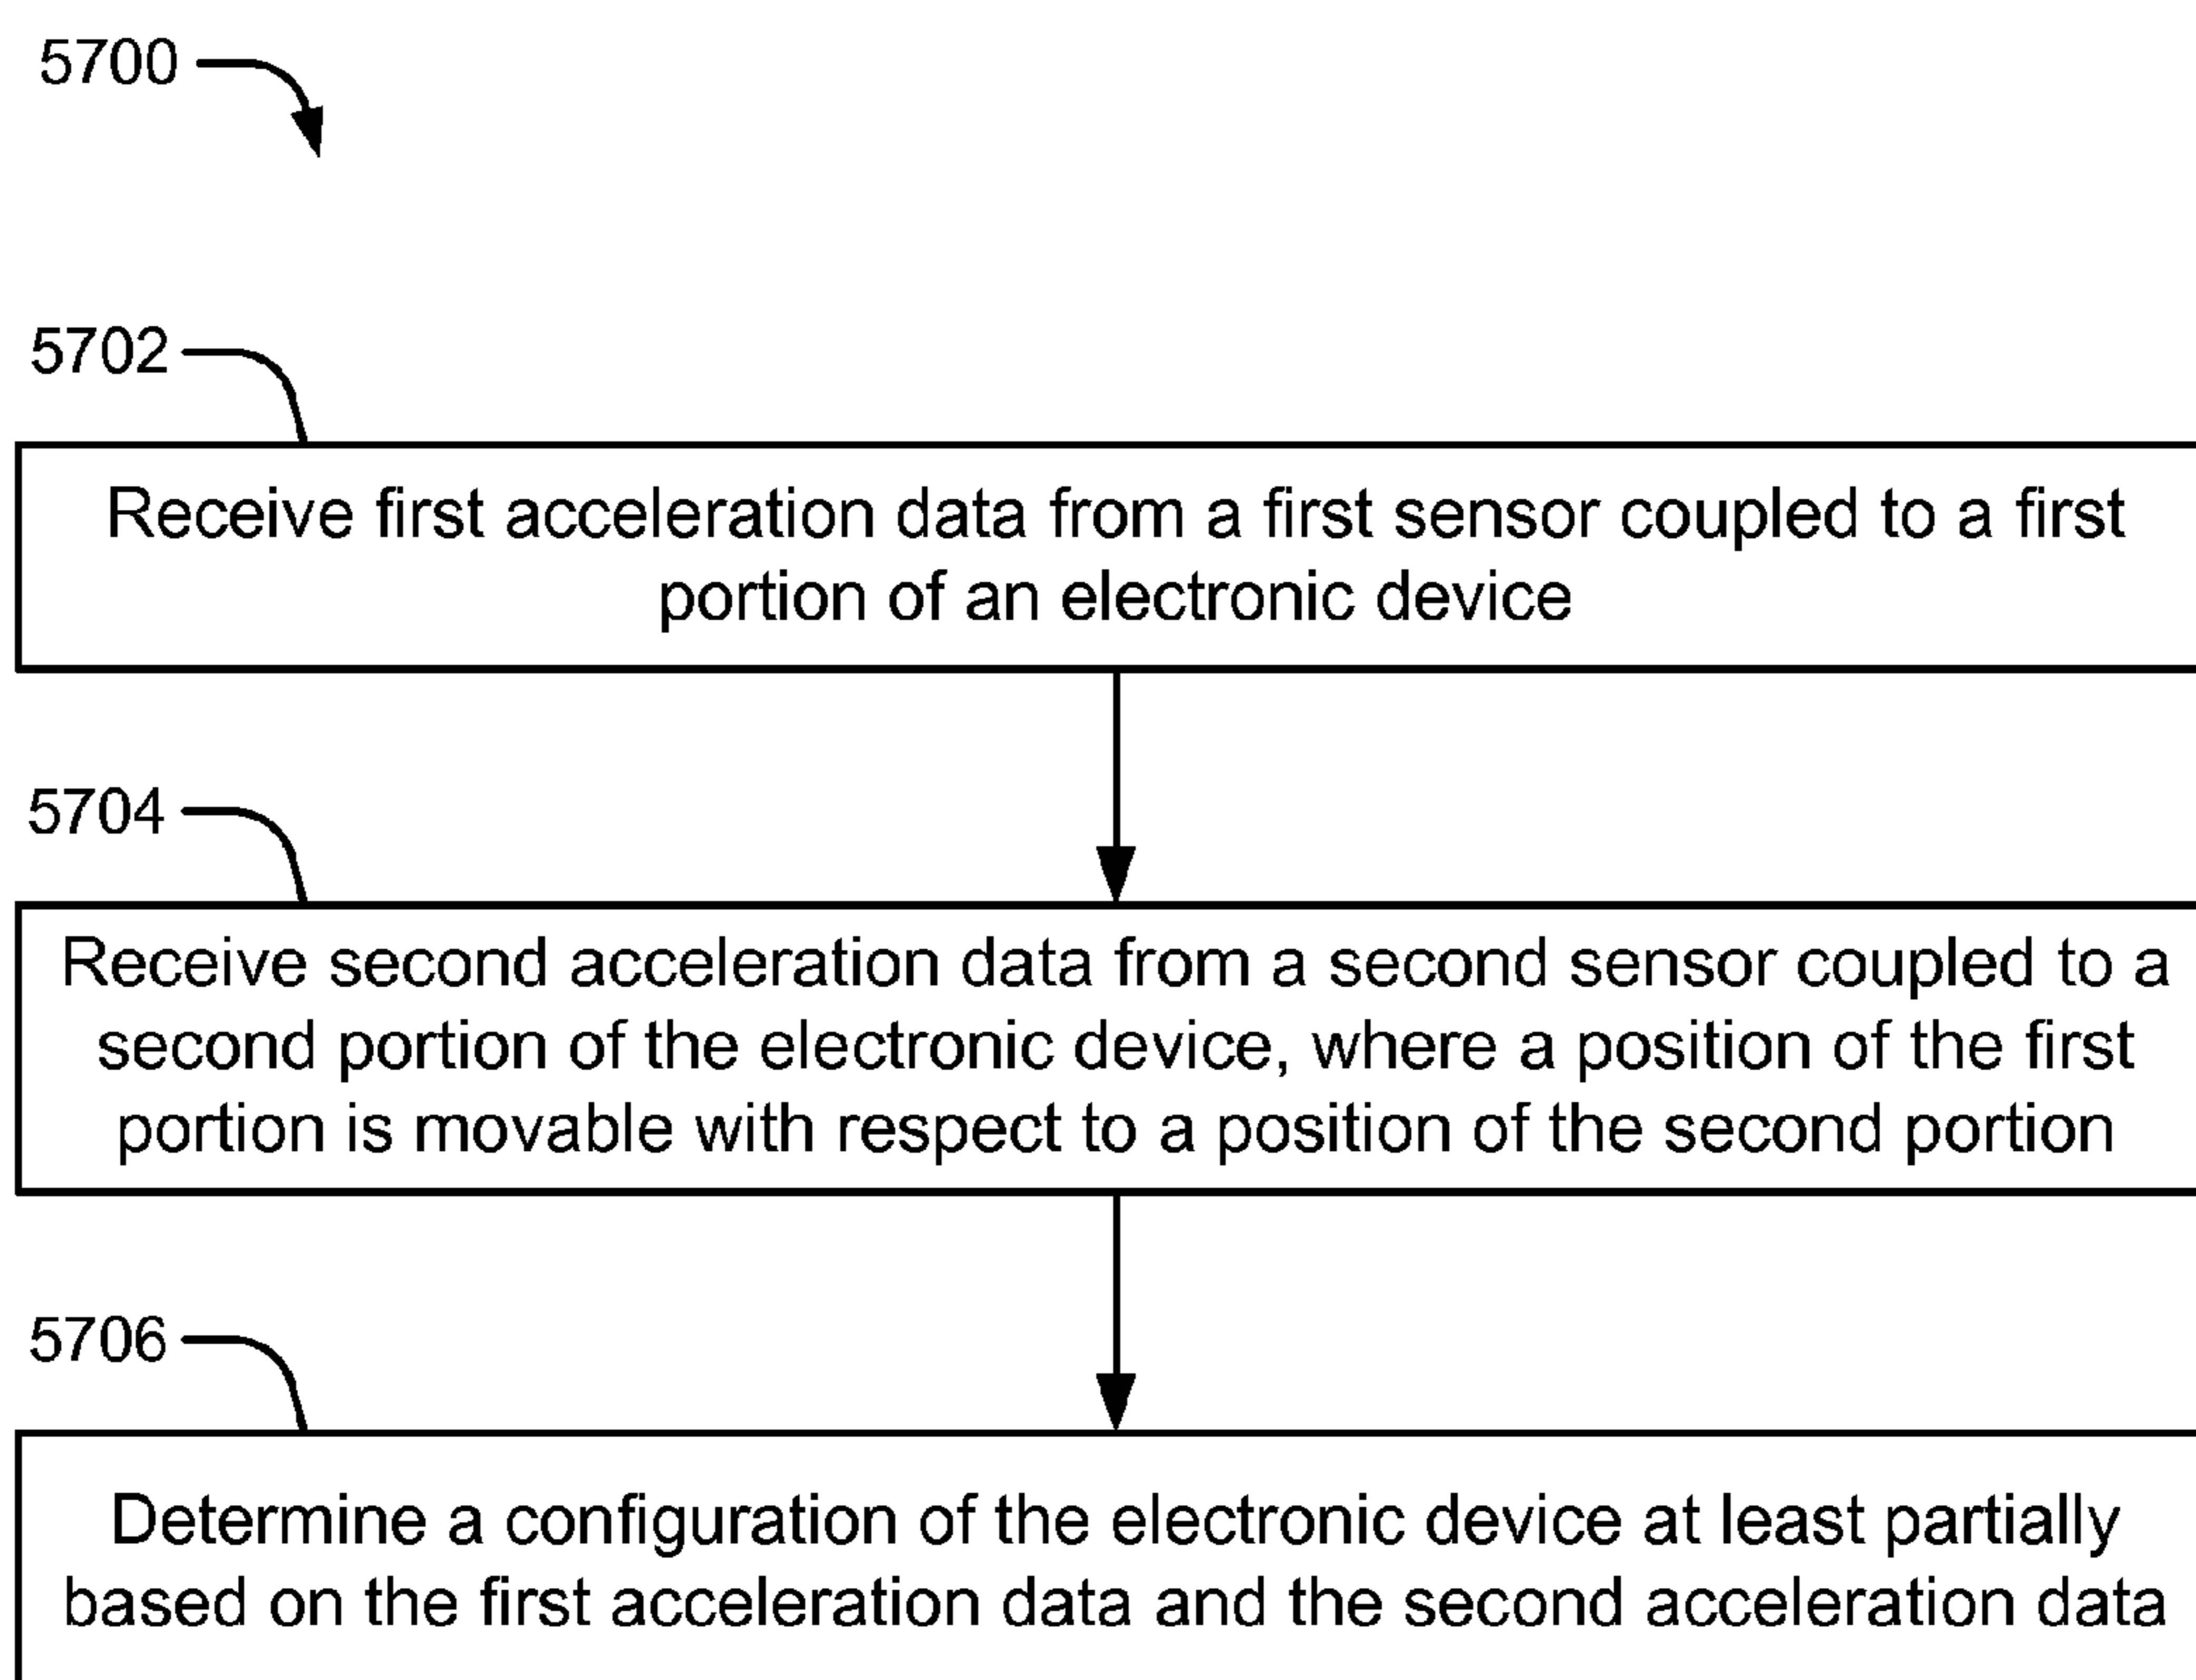 5700
5702
Receive first acceleration data from a first sensor coupled to a first
portion of an electronic device
5704
Receive second acceleration data from a second sensor coupled to a
second portion of the electronic device, where a position of the first
portion is movable with respect to a position of the second portion
5706
Determine a configuration of the electronic device at least partially
based on the first acceleration data and the second acceleration data